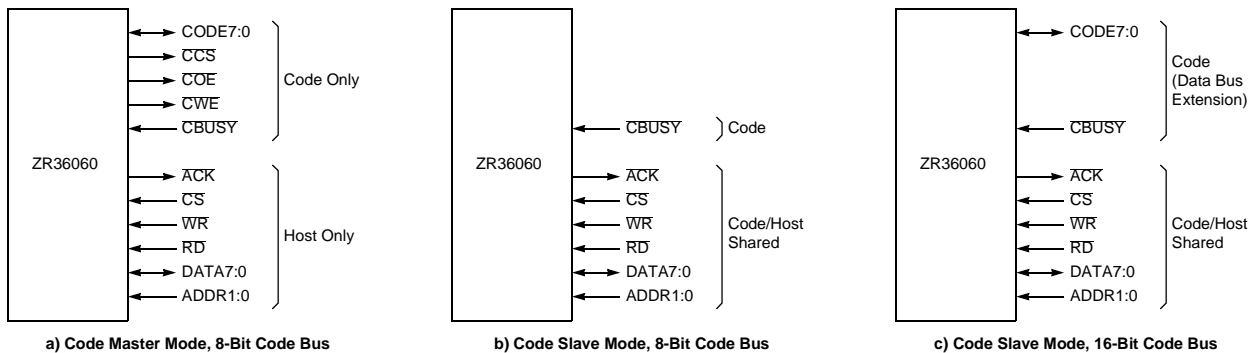 ZR36060
CODE7:0
CCS
COE
CWE
CBUSY
Code Only
ACK
CS
WR
RD
DATA7:0
ADDR1:0
Host Only
a) Code Master Mode, 8-Bit Code Bus
ZR36060
CBUSY
Code
ACK
CS
WR
RD
DATA7:0
ADDR1:0
Code/Host
Shared
b) Code Slave Mode, 8-Bit Code Bus
ZR36060
CODE7:0
CBUSY
Code
(Data Bus
Extension)
ACK
CS
WR
RD
DATA7:0
ADDR1:0
Code/Host
Shared
c) Code Slave Mode, 16-Bit Code Bus